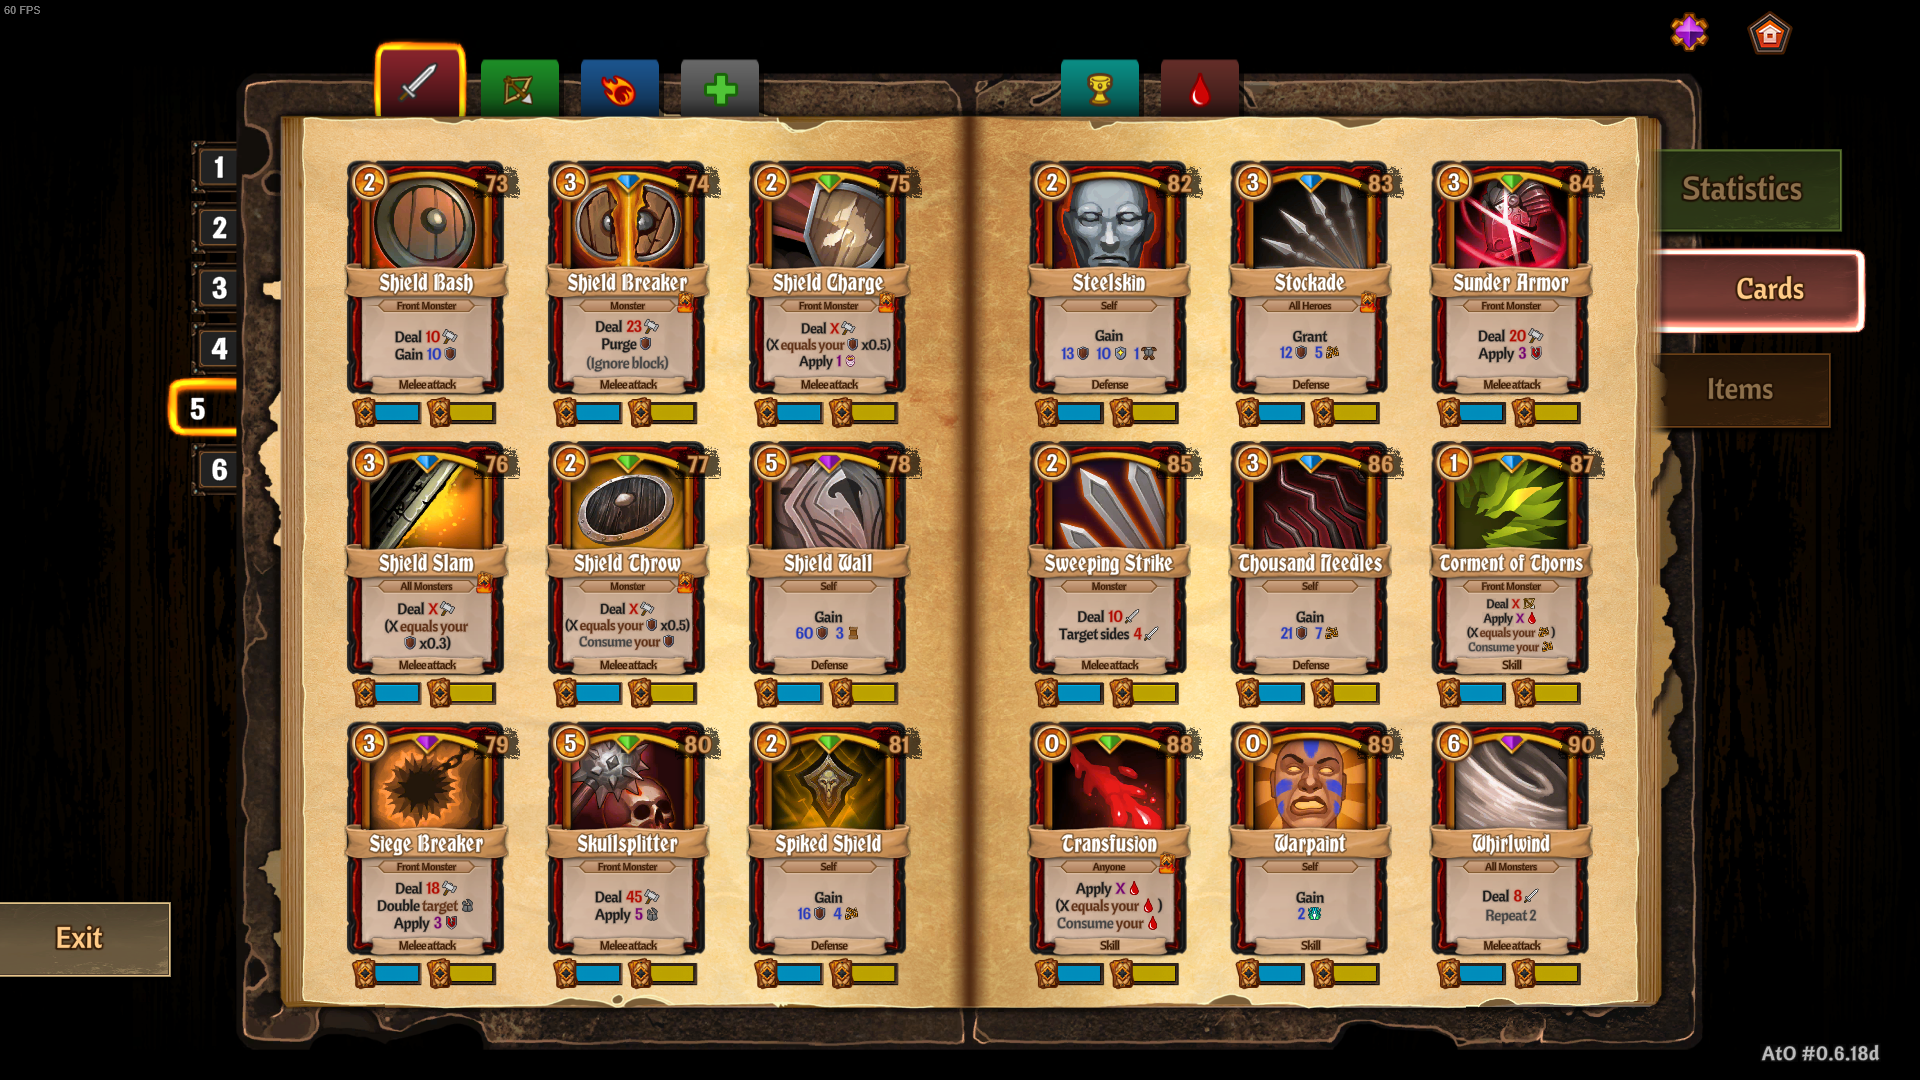 60 FPS
1
2
3
4
5
6
Statistics
Cards
Items
Exit
2
73
Shield Bash
Front Monster
Deal 10
Gain 10
Melee attack
3
74
Shield Breaker
Monster
Deal 23
Purge
(Ignore block)
Melee attack
2
75
Shield Charge
Front Monster
Deal X
(X equals your x0.5)
Apply 1
Melee attack
2
82
Steelskin
Self
Gain
13 10 1
Defense
3
83
Stockade
All Heroes
Grant
12 5
Defense
3
84
Sunder Armor
Front Monster
Deal 20
Apply 3
Melee attack
3
76
Shield Slam
All Monsters
Deal X
(X equals your
x0.3)
Melee attack
2
77
Shield Throw
Monster
Deal X
(X equals your x0.5)
Consume your
Melee attack
5
78
Shield Wall
Self
Gain
60 3
Defense
2
85
Sweeping Strike
Monster
Deal 10
Target sides 4
Melee attack
3
86
Thousand Needles
Self
Gain
21 7
Defense
1
87
Torment of Thorns
Front Monster
Deal X
Apply X
(X equals your )
Consume your
Skill
3
79
Siege Breaker
Front Monster
Deal 18
Double target
Apply 3
Melee attack
5
80
Skullsplitter
Front Monster
Deal 45
Apply 5
Melee attack
2
81
Spiked Shield
Self
Gain
16 4
Defense
0
88
Transfusion
Anyone
Apply X
(X equals your )
Consume your
Skill
0
89
Warpaint
Self
Gain
2
Skill
6
90
Whirlwind
All Monsters
Deal 8
Repeat 2
Melee attack
AtO #0.6.18d